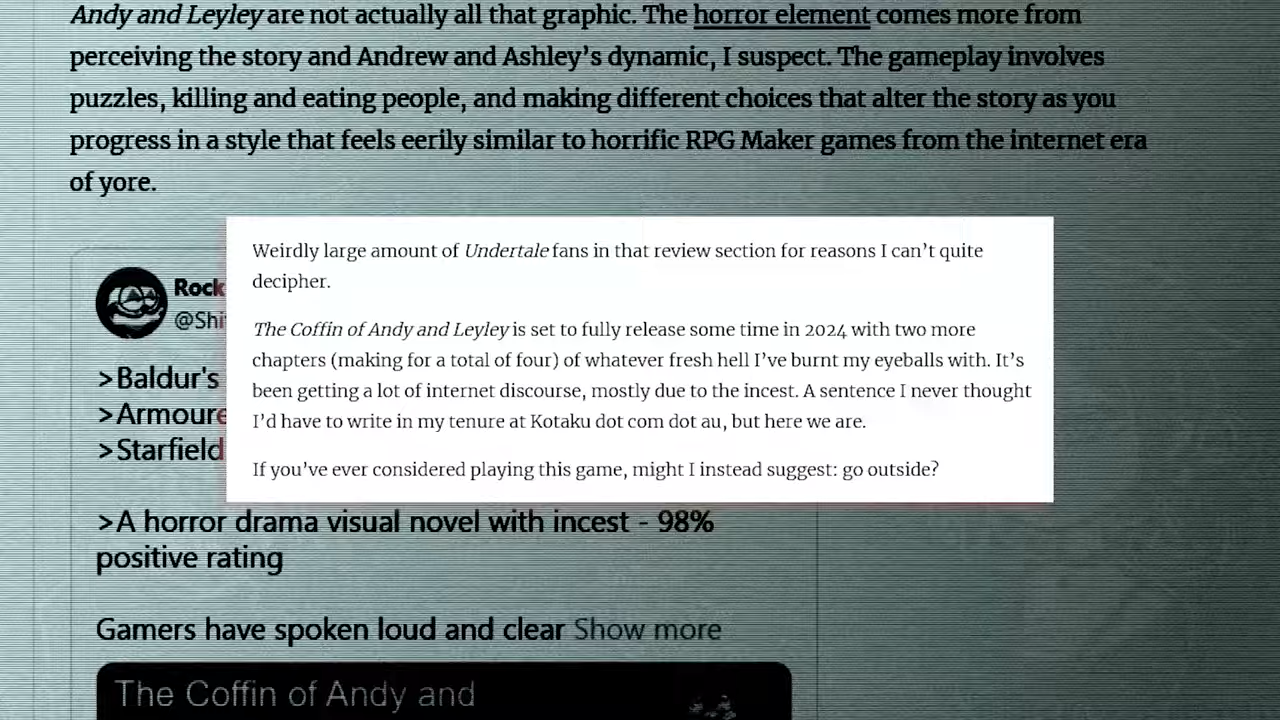 Andy and Leyley are not actually all that graphic. The horror element comes more from
perceiving the story and Andrew and Ashley's dynamic, I suspect. The gameplay involves
puzzles, killing and eating people, and making different choices that alter the story as you
progress in a style that feels eerily similar to horrific RPG Maker games from the internet era
of yore.
Weirdly large amount of Undertale fans in that review section for reasons I can't quite
decipher.
The Coffin of Andy and Leyley is set to fully release some time in 2024 with two more
chapters (making for a total of four) of whatever fresh hell I've burnt my eyeballs with. It's
been getting a lot of internet discourse, mostly due to the incest. A sentence I never thought
I'd have to write in my tenure at Kotaku dot com dot au, but here we are.
If you've ever considered playing this game, might I instead suggest: go outside?
Rock
@Shi
>Baldur's
>Armoure
>Starfield
>A horror drama visual novel with incest - 98%
positive rating
Gamers have spoken loud and clear Show more
The Coffin of Andy and